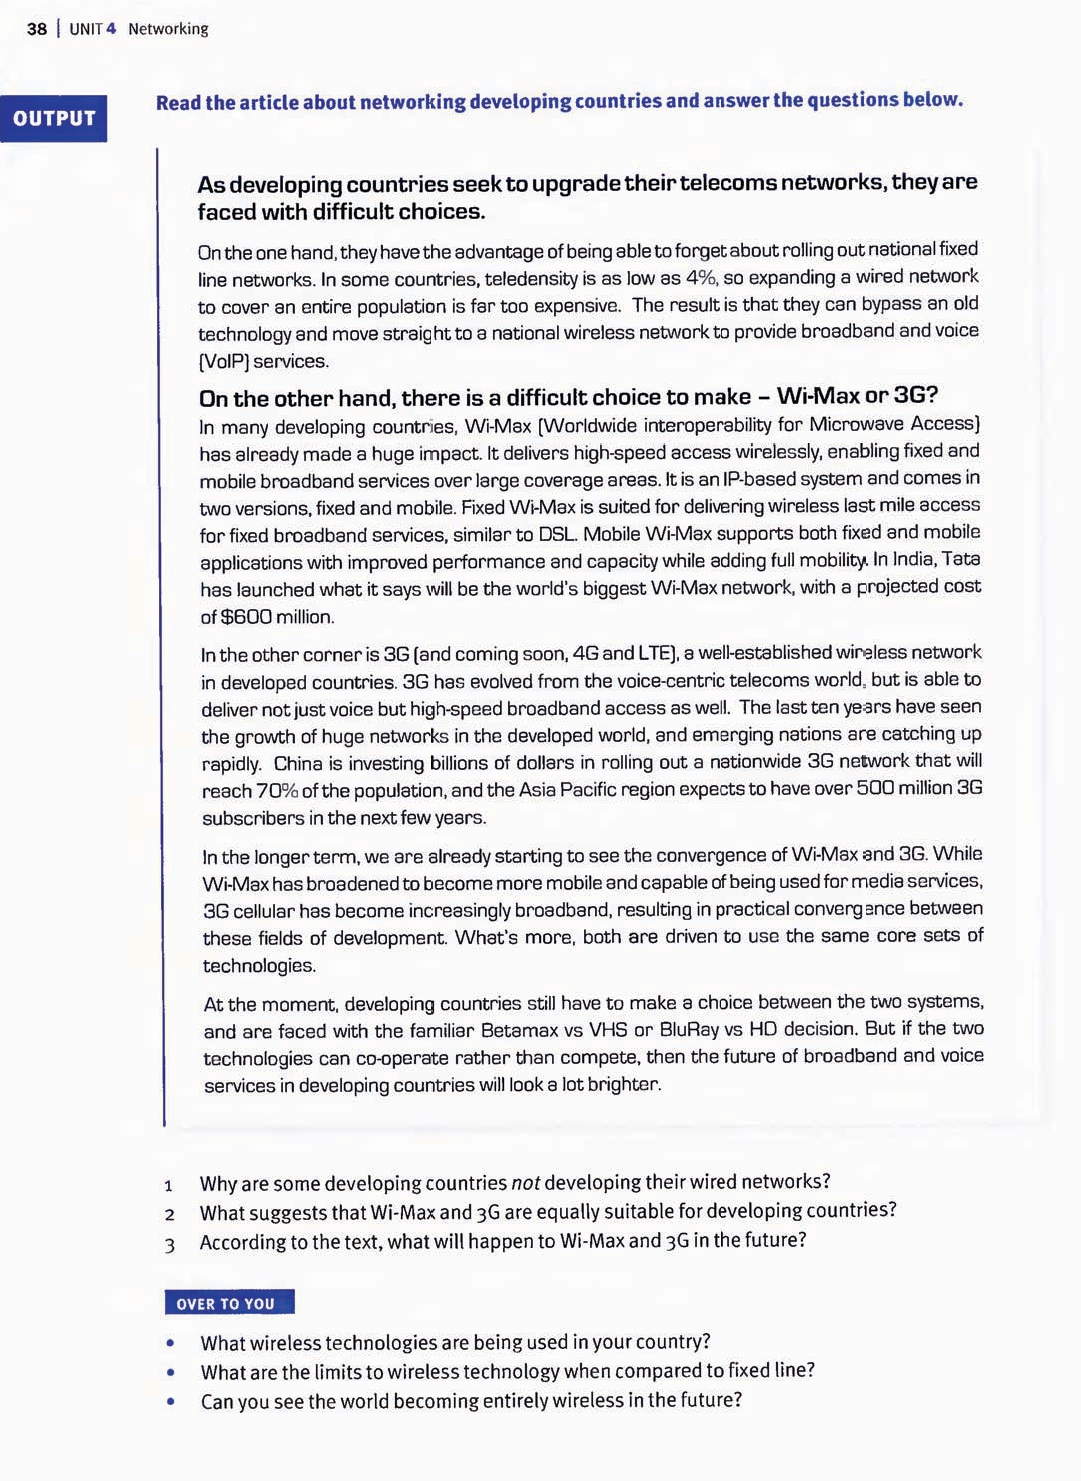 38 | UNIT 4 Networking
OUTPUT
Read the article about networking developing countries and answer the questions below.
As developing countries seek to upgrade their telecoms networks, they are
faced with difficult choices.
On the one hand, they have the advantage of being able to forget about rolling out national fixed
line networks. In some countries, teledensity is as low as 4%, so expanding a wired network
to cover an entire population is far too expensive. The result is that they can bypass an old
technology and move straight to a national wireless network to provide broadband and voice
(VoIP) services.
On the other hand, there is a difficult choice to make – Wi-Max or 3G?
In many developing countries, Wi-Max (Worldwide interoperability for Microwave Access)
has already made a huge impact. It delivers high-speed access wirelessly, enabling fixed and
mobile broadband services over large coverage areas. It is an IP-based system and comes in
two versions, fixed and mobile. Fixed Wi-Max is suited for delivering wireless last mile access
for fixed broadband services, similar to DSL. Mobile Wi-Max supports both fixed and mobile
applications with improved performance and capacity while adding full mobility. In India, Tata
has launched what it says will be the world's biggest Wi-Max network, with a projected cost
of $600 million.
In the other corner is 3G (and coming soon, 4G and LTE), a well-established wireless network
in developed countries. 3G has evolved from the voice-centric telecoms world, but is able to
deliver not just voice but high-speed broadband access as well. The last ten years have seen
the growth of huge networks in the developed world, and emerging nations are catching up
rapidly. China is investing billions of dollars in rolling out a nationwide 3G network that will
reach 70% of the population, and the Asia Pacific region expects to have over 500 million 3G
subscribers in the next few years.
In the longer term, we are already starting to see the convergence of Wi-Max and 3G. While
Wi-Max has broadened to become more mobile and capable of being used for media services,
3G cellular has become increasingly broadband, resulting in practical convergence between
these fields of development. What's more, both are driven to use the same core sets of
technologies.
At the moment, developing countries still have to make a choice between the two systems,
and are faced with the familiar Betamax vs VHS or BluRay vs HD decision. But if the two
technologies can co-operate rather than compete, then the future of broadband and voice
services in developing countries will look a lot brighter.
1 Why are some developing countries not developing their wired networks?
2 What suggests that Wi-Max and 3G are equally suitable for developing countries?
3 According to the text, what will happen to Wi-Max and 3G in the future?
OVER TO YOU
• What wireless technologies are being used in your country?
• What are the limits to wireless technology when compared to fixed line?
• Can you see the world becoming entirely wireless in the future?